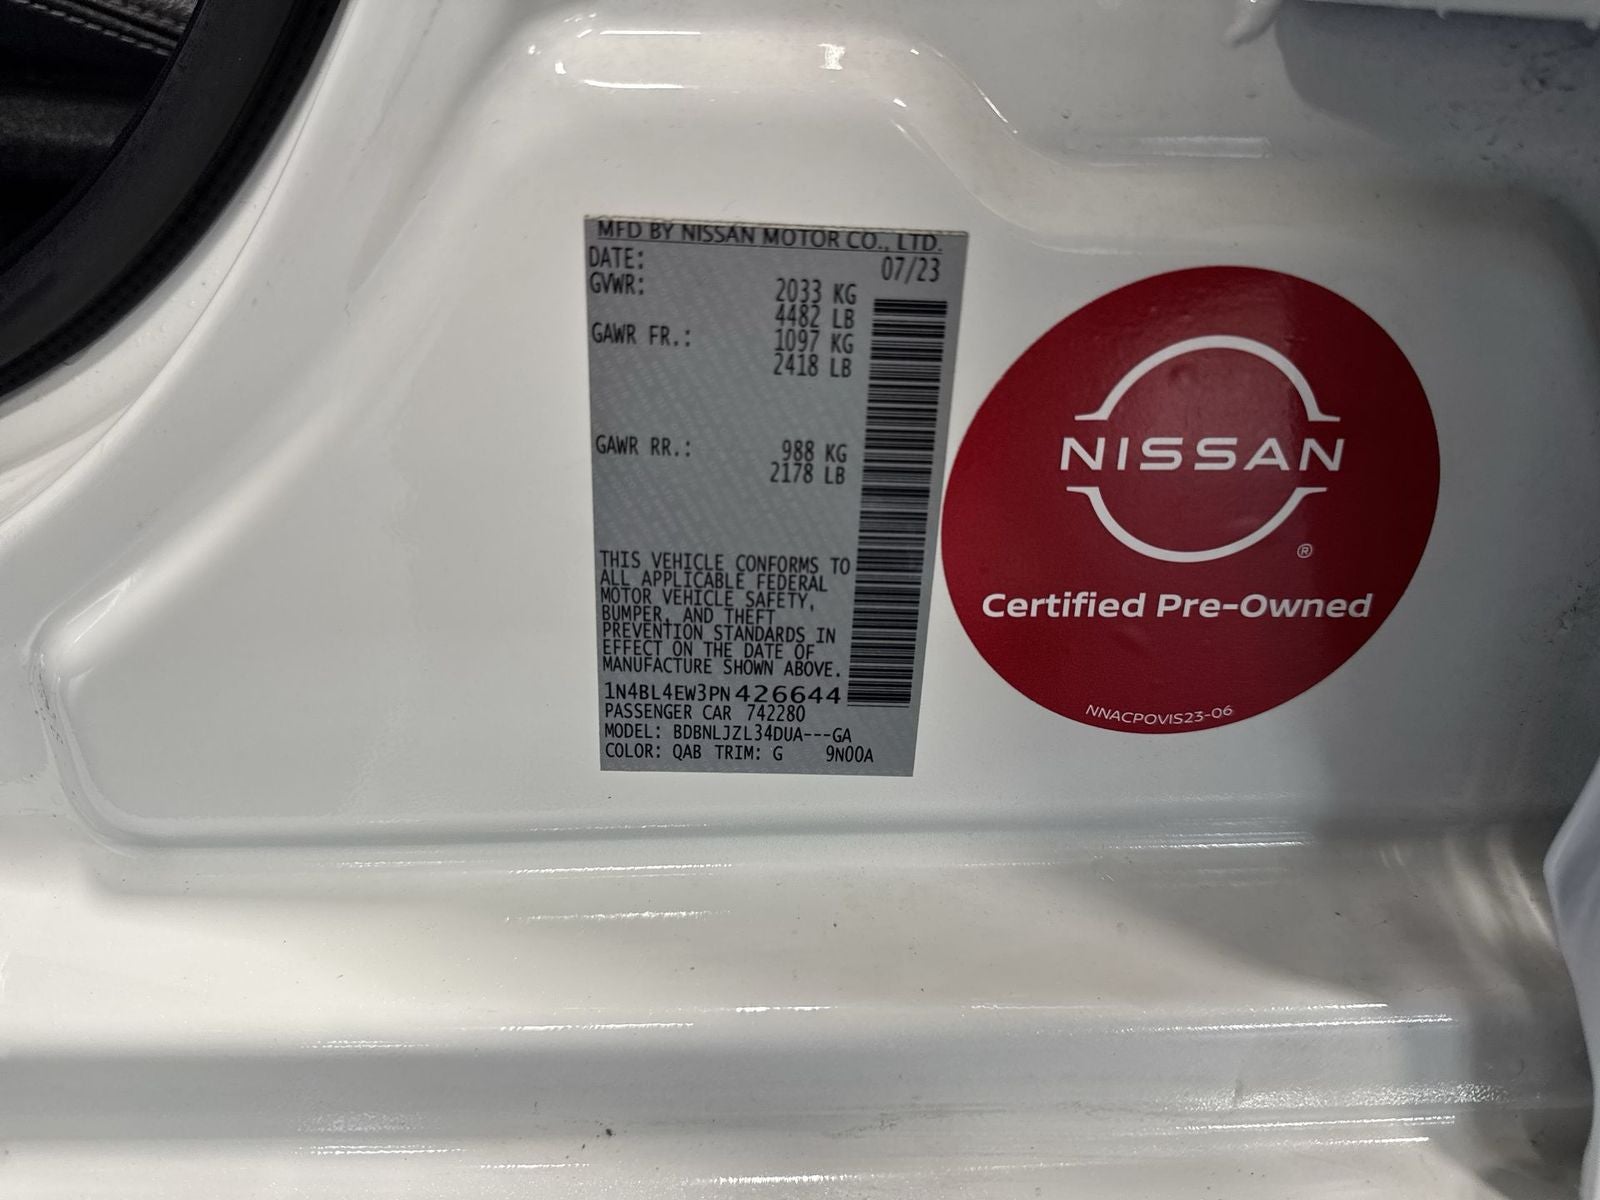 MFD BY NISSAN MOTOR CO., LTD.
DATE: 07/23
GVWR: 2033 KG
4482 LB
GAWR FR.: 1097 KG
2418 LB
GAWR RR.: 988 KG
2178 LB
THIS VEHICLE CONFORMS TO
ALL APPLICABLE FEDERAL
MOTOR VEHICLE SAFETY,
BUMPER, AND THEFT
PREVENTION STANDARDS IN
EFFECT ON THE DATE OF
MANUFACTURE SHOWN ABOVE.
1N4BL4EW3PN426644
PASSENGER CAR 742280
MODEL: BDBNLJZL34DUA---GA
COLOR: QAB TRIM: G 9N00A
NISSAN
®
Certified Pre-Owned
NNACPOVIS23-06